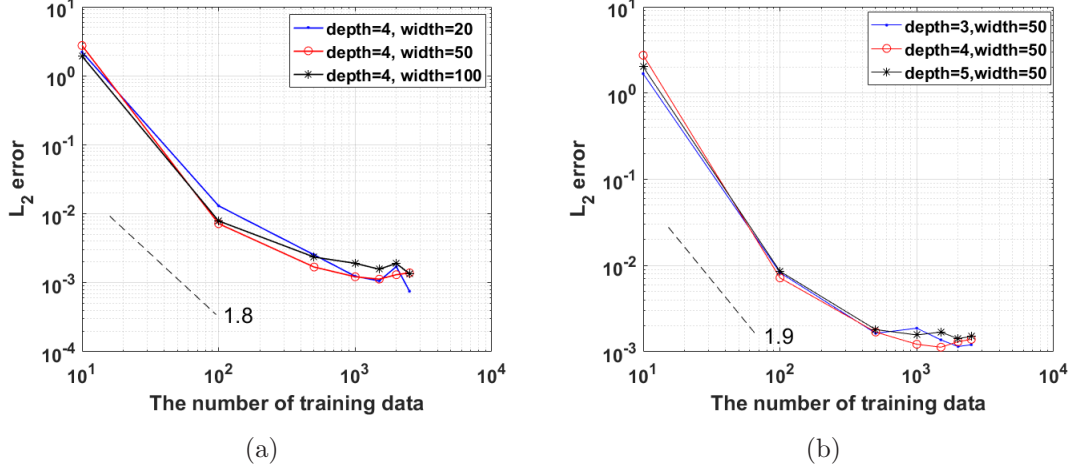 10^1
10^0
10^-1
10^-2
10^-3
10^-4
L_2 error
depth=4, width=20
depth=4, width=50
depth=4, width=100
1.8
10^1 10^2 10^3 10^4
The number of training data
(a)
10^1
10^0
10^-1
10^-2
10^-3
L_2 error
depth=3,width=50
depth=4,width=50
depth=5,width=50
1.9
10^1 10^2 10^3 10^4
The number of training data
(b)